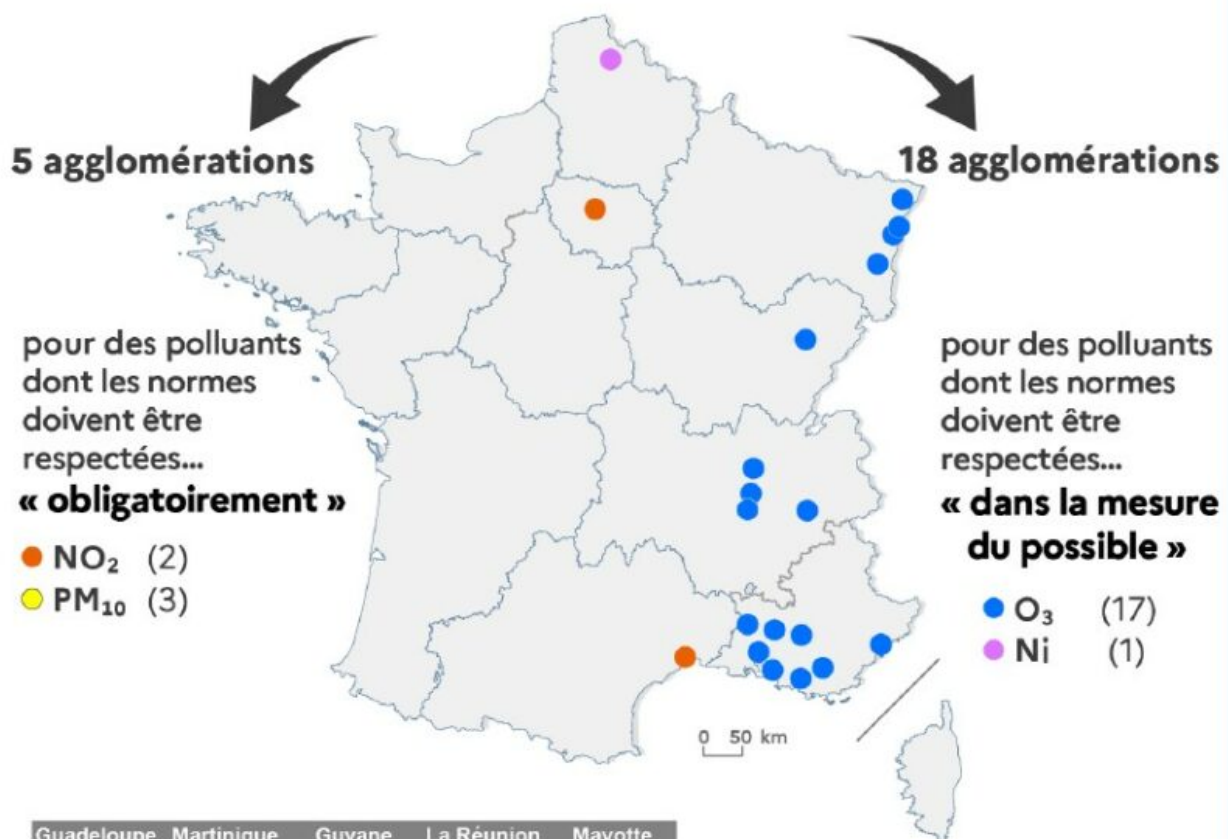 5 agglomérations
18 agglomérations
pour des polluants
dont les normes
doivent être
respectées...
« obligatoirement »
NO₂ (2)
PM₁₀ (3)
pour des polluants
dont les normes
doivent être
respectées...
« dans la mesure
du possible »
O₃ (17)
Ni (1)
0 50 km
Guadeloupe Martinique Guyane La Réunion Mayotte